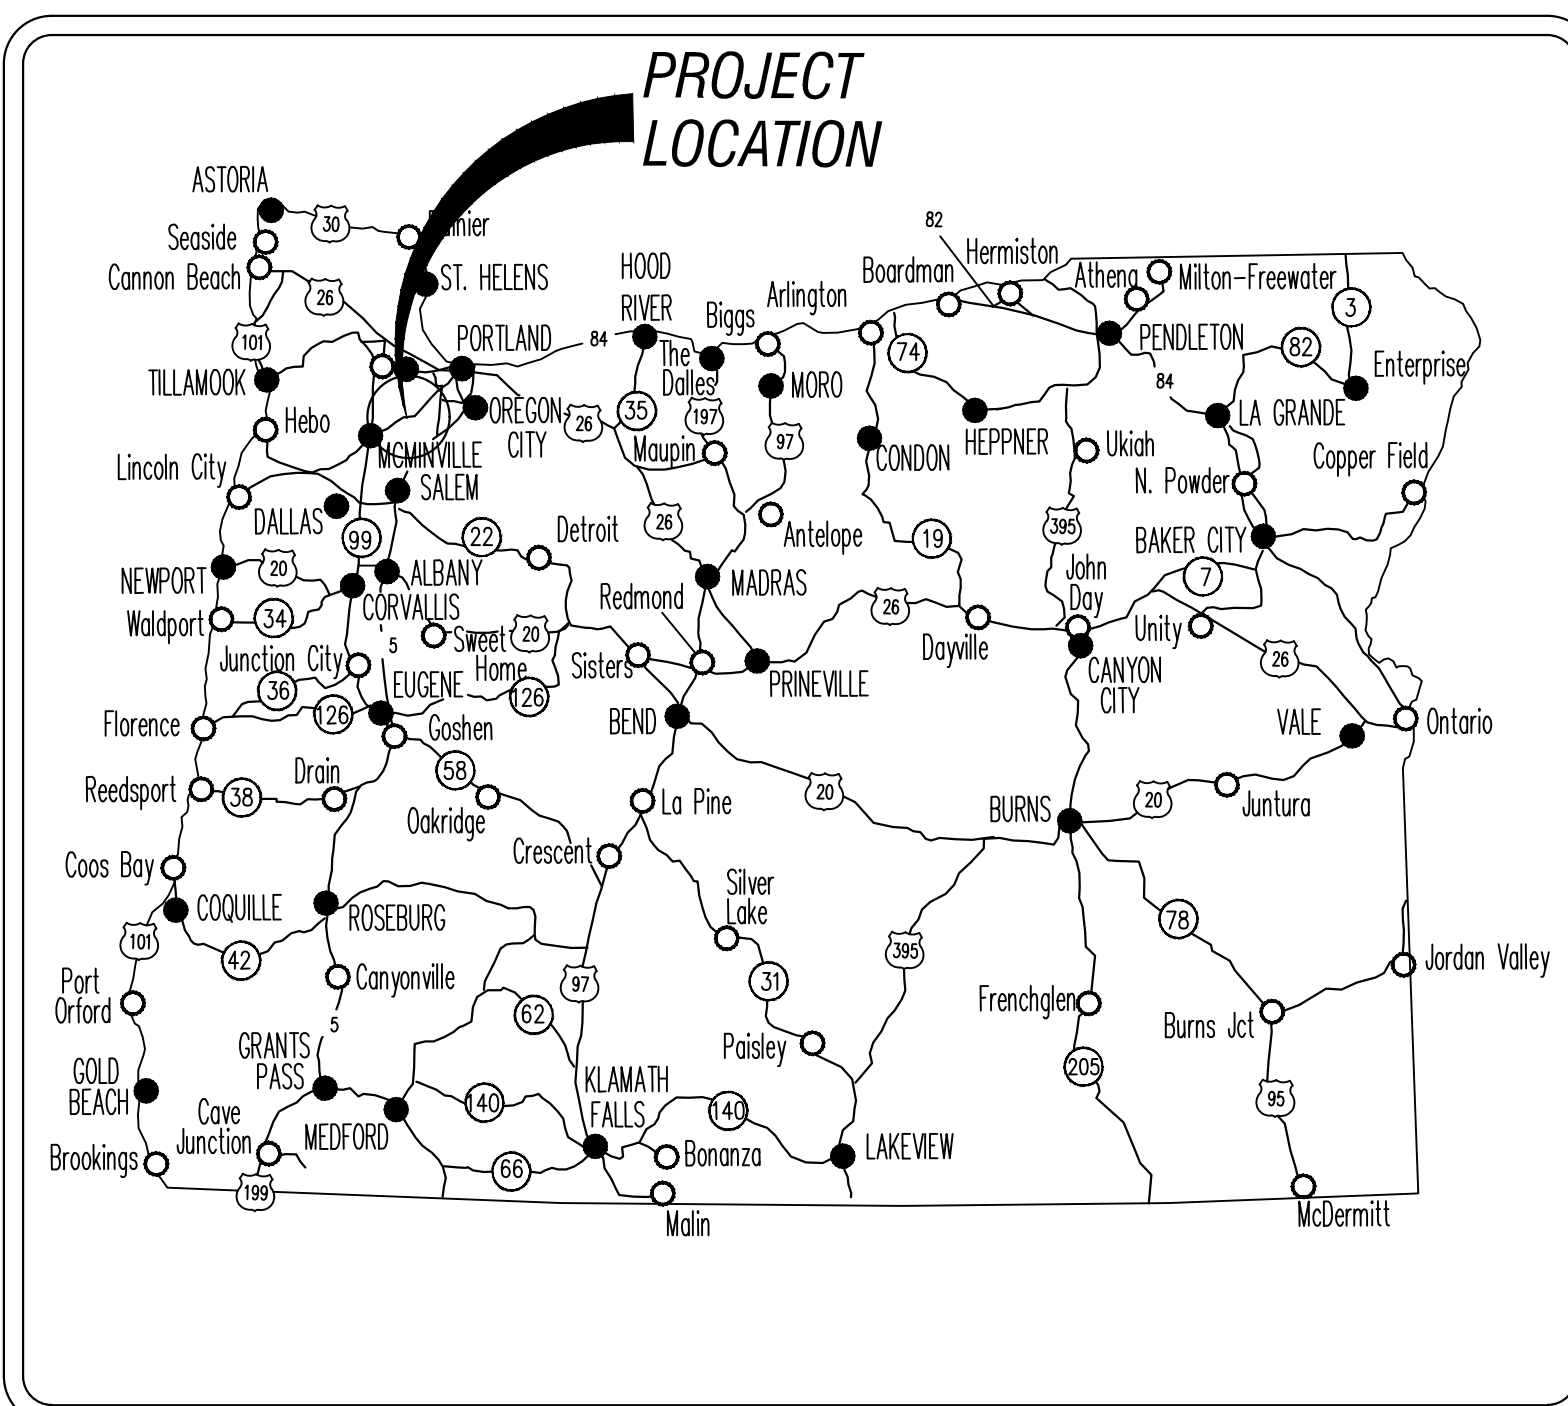 PROJECT
LOCATION
ASTORIA
30
Seaside
Cannon Beach
26
ST. HELENS
101
PORTLAND
84
HOOD
RIVER
Biggs
Arlington
82
Boardman
Hermiston
Athena
Milton-Freewater
3
PENDLETON
82
Enterprise
TILLAMOOK
The
Dalles
MORO
74
84
LA GRANDE
Hebo
OREGON
CITY
26
35
197
97
Maupin
CONDON
HEPPNER
Ukiah
Copper Field
Lincoln City
MCMINVILLE
SALEM
N. Powder
DALLAS
99
22
Detroit
26
Antelope
19
395
BAKER CITY
NEWPORT
20
ALBANY
MADRAS
John
Day
7
Waldport
34
CORVALLIS
Redmond
26
Dayville
Unity
5
Sweet
Home
20
Junction City
Sisters
PRINEVILLE
CANYON
CITY
26
36
EUGENE
126
126
Florence
Goshen
BEND
VALE
Ontario
Reedsport
38
Drain
58
Oakridge
La Pine
20
BURNS
20
Juntura
Coos Bay
Crescent
Silver
Lake
COQUILLE
ROSEBURG
78
101
42
395
Port
Orford
Canyonville
97
31
Jordan Valley
62
Frenchglen
Burns Jct
5
Paisley
GRANTS
PASS
205
GOLD
BEACH
KLAMATH
FALLS
140
140
95
Cave
Junction
MEDFORD
LAKEVIEW
Brookings
66
Bonanza
199
Malin
McDermitt